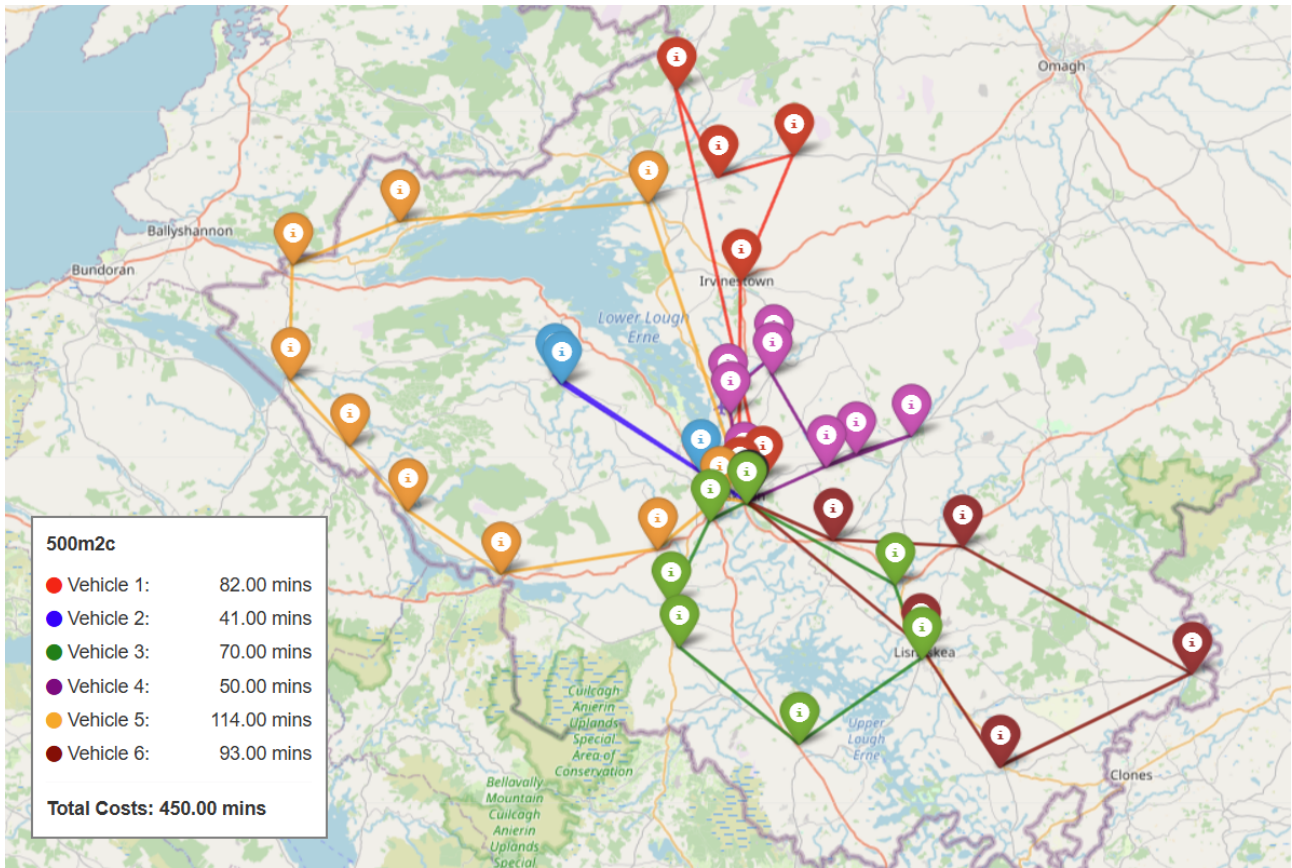 Omagh
Ballyshannon
Bundoran
Irvinestown
Lower Lough
Erne
500m2c
Vehicle 1: 82.00 mins
Vehicle 2: 41.00 mins
Vehicle 3: 70.00 mins
Vehicle 4: 50.00 mins
Vehicle 5: 114.00 mins
Vehicle 6: 93.00 mins
Total Costs: 450.00 mins
Cuilcagh
Anierin
Uplands
Special
Area of
Conservation
Upper
Lough
Erne
Clones
Bellavally
Mountain
Cuilcagh
Anierin
Uplands
Special